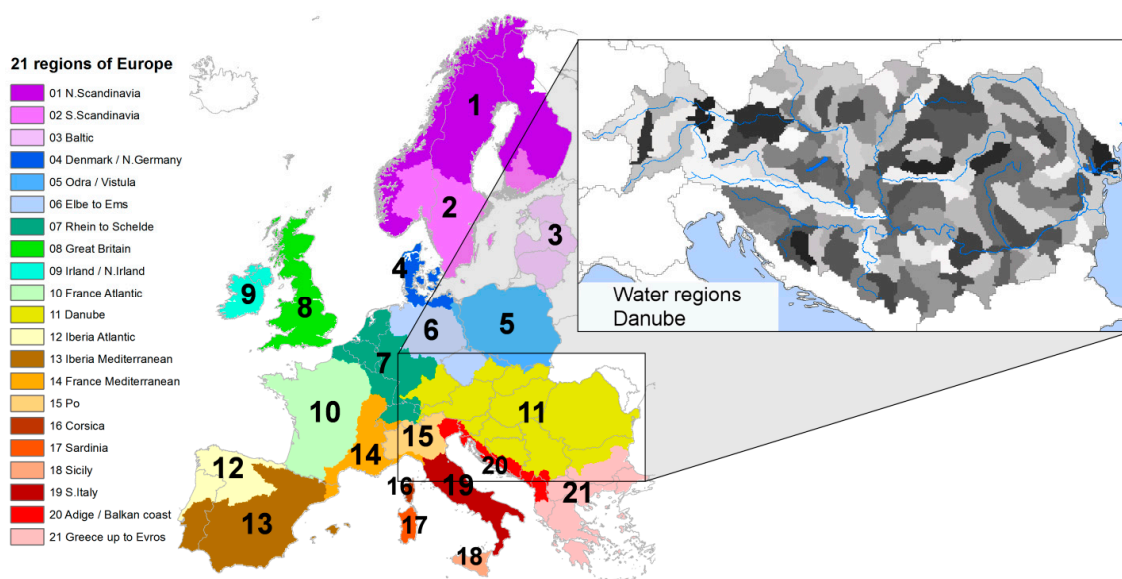 21 regions of Europe
01 N.Scandinavia
02 S.Scandinavia
03 Baltic
04 Denmark / N.Germany
05 Odra / Vistula
06 Elbe to Ems
07 Rhein to Schelde
08 Great Britain
09 Irland / N.Irland
10 France Atlantic
11 Danube
12 Iberia Atlantic
13 Iberia Mediterranean
14 France Mediterranean
15 Po
16 Corsica
17 Sardinia
18 Sicily
19 S.Italy
20 Adige / Balkan coast
21 Greece up to Evros
1
2
3
4
5
6
7
8
9
10
11
12
13
14
15
16
17
18
19
20
21
Water regions
Danube